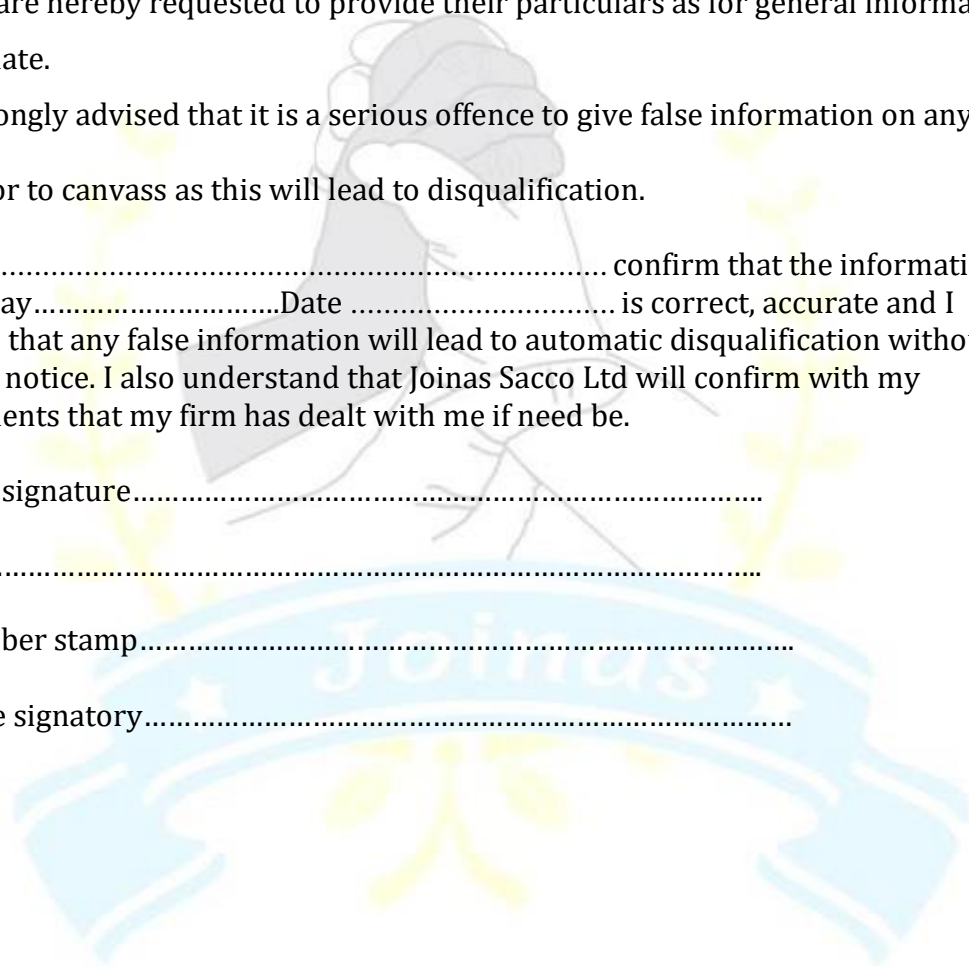 are hereby requested to provide their particulars as for general informa
ate.
ongly advised that it is a serious offence to give false information on any
or to canvass as this will lead to disqualification.
………………………………………………………………… confirm that the informati
ay………………………….Date ………………………… is correct, accurate and I
that any false information will lead to automatic disqualification witho
notice. I also understand that Joinas Sacco Ltd will confirm with my
ents that my firm has dealt with me if need be.
signature…………………………………………………………………….
……………………………………………………………………………...
ber stamp……………………………………………………………………….
Joinas
e signatory………………………………………………………………………